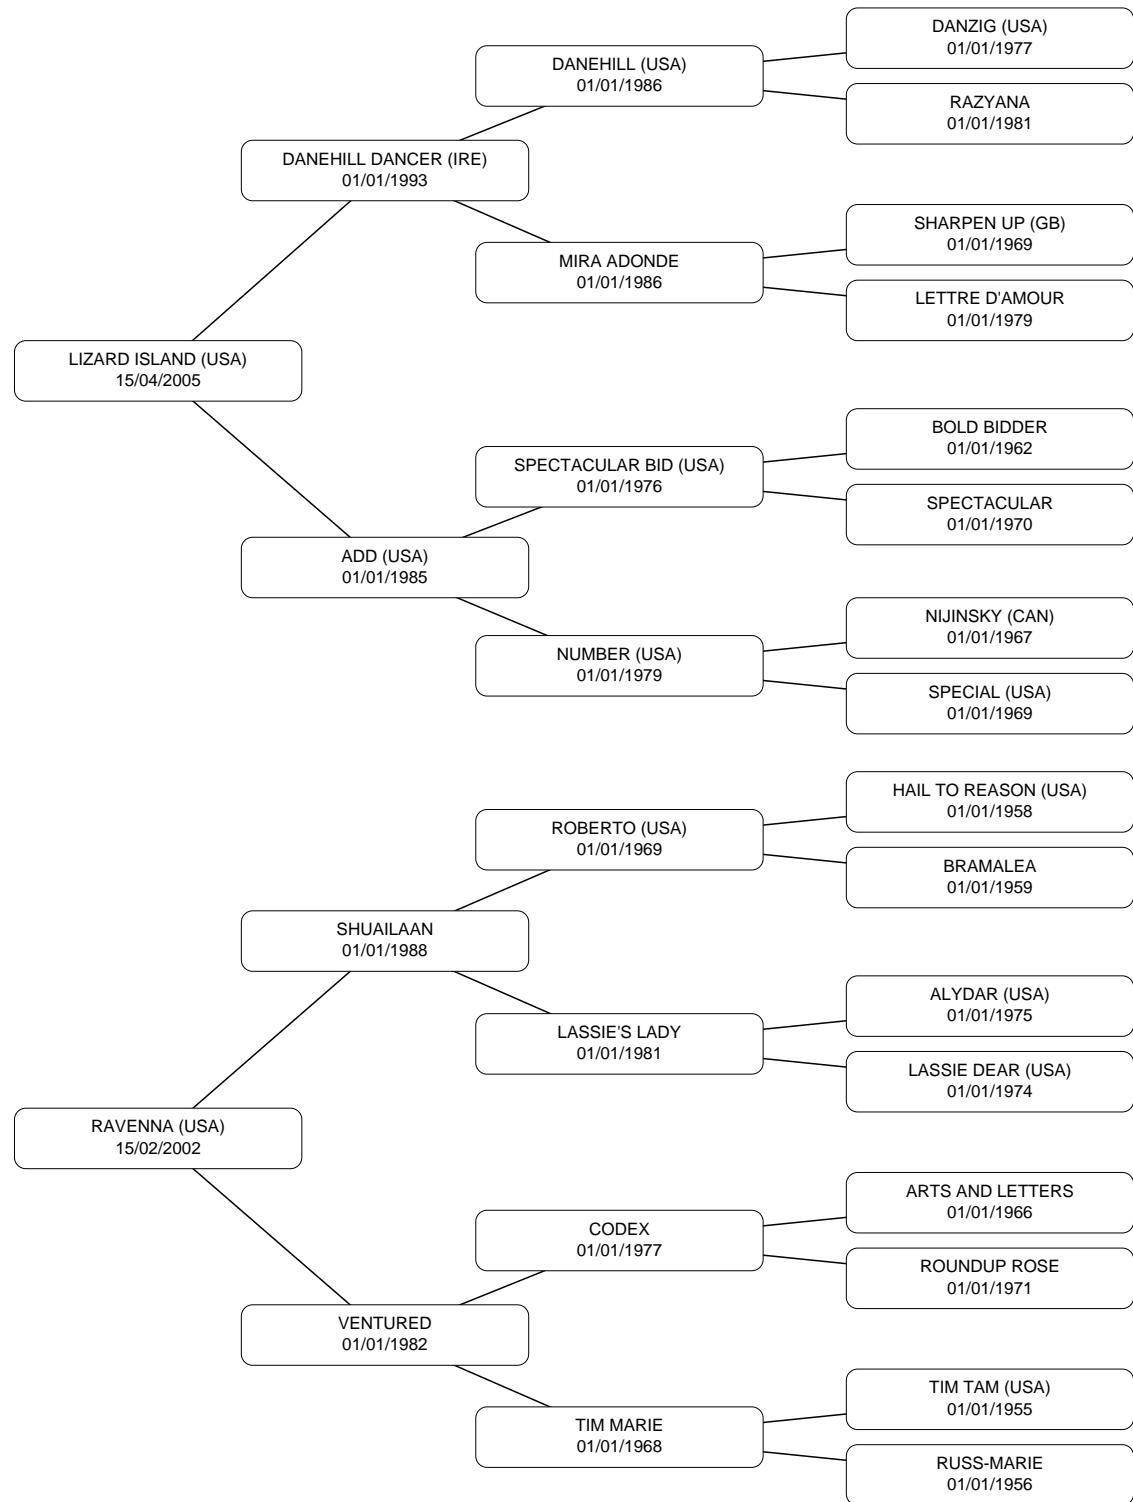 DANZIG (USA)
01/01/1977
DANEHILL (USA)
01/01/1986
RAZYANA
01/01/1981
DANEHILL DANCER (IRE)
01/01/1993
SHARPEN UP (GB)
01/01/1969
MIRA ADONDE
01/01/1986
LETTRE D'AMOUR
01/01/1979
LIZARD ISLAND (USA)
15/04/2005
BOLD BIDDER
01/01/1962
SPECTACULAR BID (USA)
01/01/1976
SPECTACULAR
01/01/1970
ADD (USA)
01/01/1985
NIJINSKY (CAN)
01/01/1967
NUMBER (USA)
01/01/1979
SPECIAL (USA)
01/01/1969
HAIL TO REASON (USA)
01/01/1958
ROBERTO (USA)
01/01/1969
BRAMALEA
01/01/1959
SHUAILAAN
01/01/1988
ALYDAR (USA)
01/01/1975
LASSIE'S LADY
01/01/1981
LASSIE DEAR (USA)
01/01/1974
RAVENNA (USA)
15/02/2002
ARTS AND LETTERS
01/01/1966
CODEX
01/01/1977
ROUNDUP ROSE
01/01/1971
VENTURED
01/01/1982
TIM TAM (USA)
01/01/1955
TIM MARIE
01/01/1968
RUSS-MARIE
01/01/1956